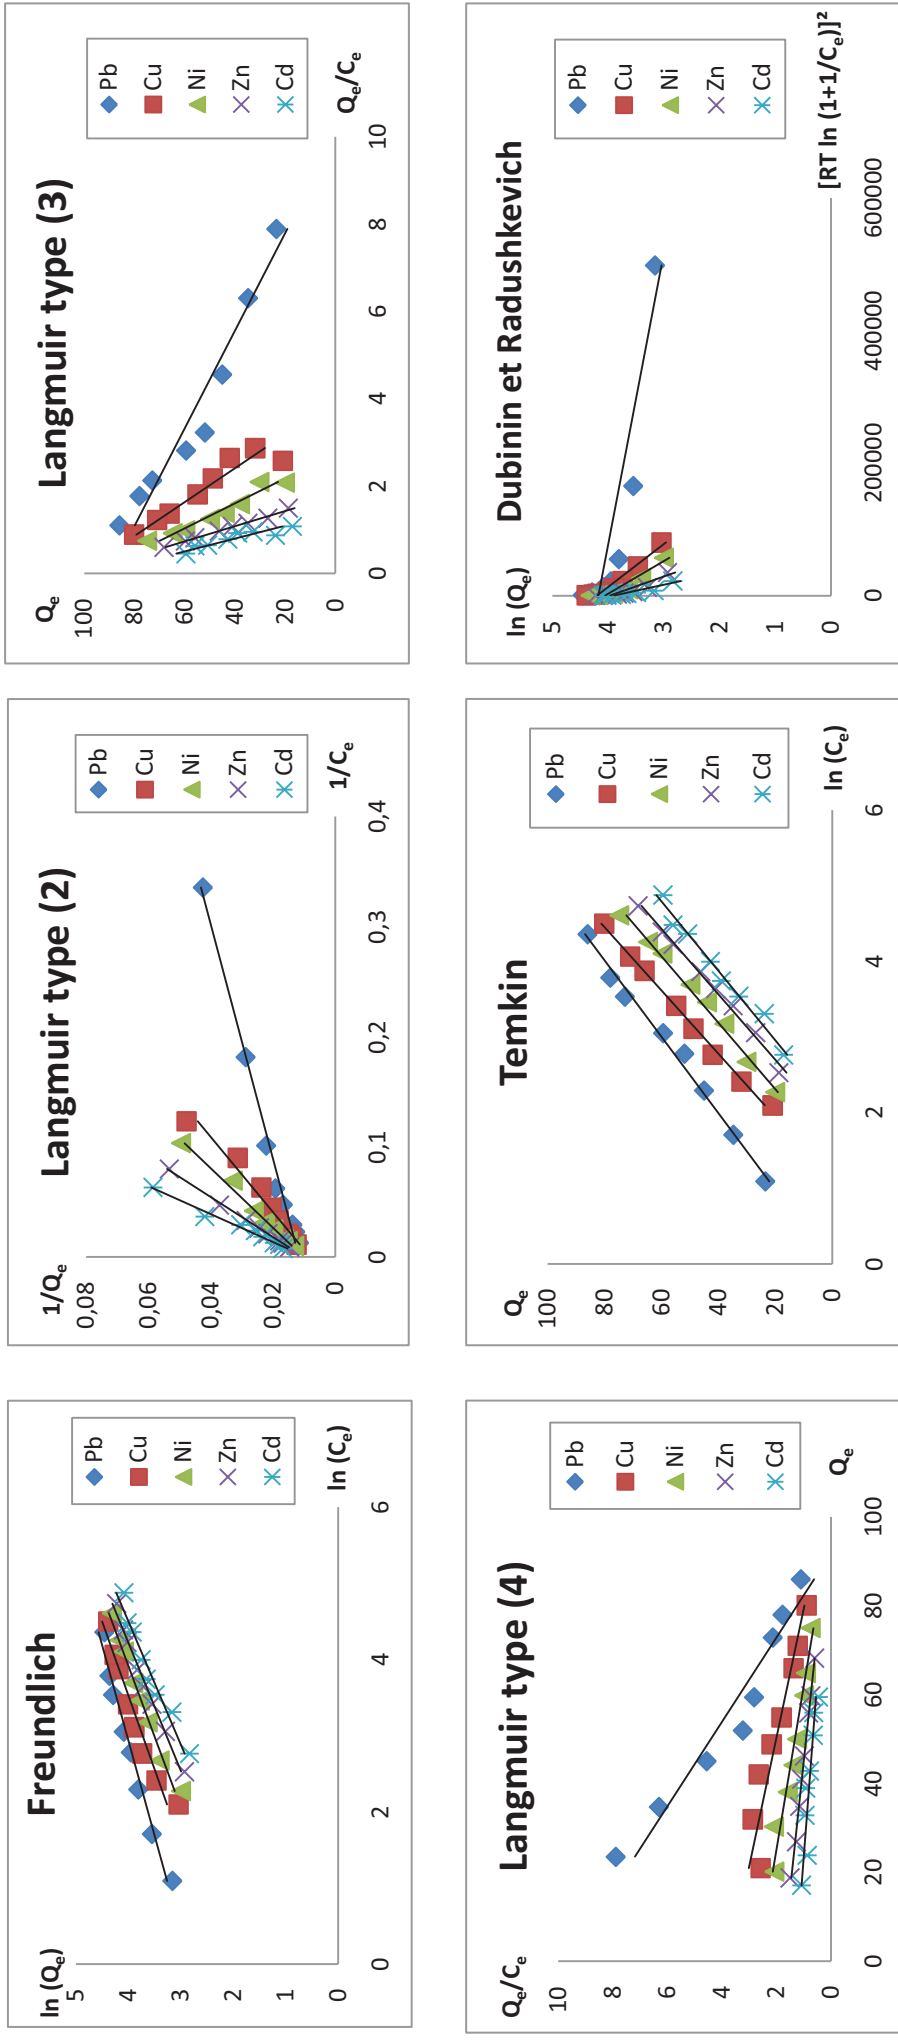 Freundlich
ln (Qe)
5
4
3
2
1
0
0
2
4
6
ln (Ce)
Pb
Cu
Ni
Zn
Cd
Langmuir type (2)
1/Qe
0,08
0,06
0,04
0,02
0
0
0,1
0,2
0,3
0,4
1/Ce
Pb
Cu
Ni
Zn
Cd
Langmuir type (3)
Qe
100
80
60
40
20
0
0
2
4
6
8
10
Qe/Ce
Pb
Cu
Ni
Zn
Cd
Langmuir type (4)
Qe/Ce
10
8
6
4
2
0
0
20
40
60
80
100
Qe
Pb
Cu
Ni
Zn
Cd
Temkin
Qe
100
80
60
40
20
0
0
2
4
6
ln (Ce)
Pb
Cu
Ni
Zn
Cd
Dubinin et Radushkevich
ln (Qe)
5
4
3
2
1
0
0
200000
400000
600000
[RT ln (1+1/Ce)]²
Pb
Cu
Ni
Zn
Cd